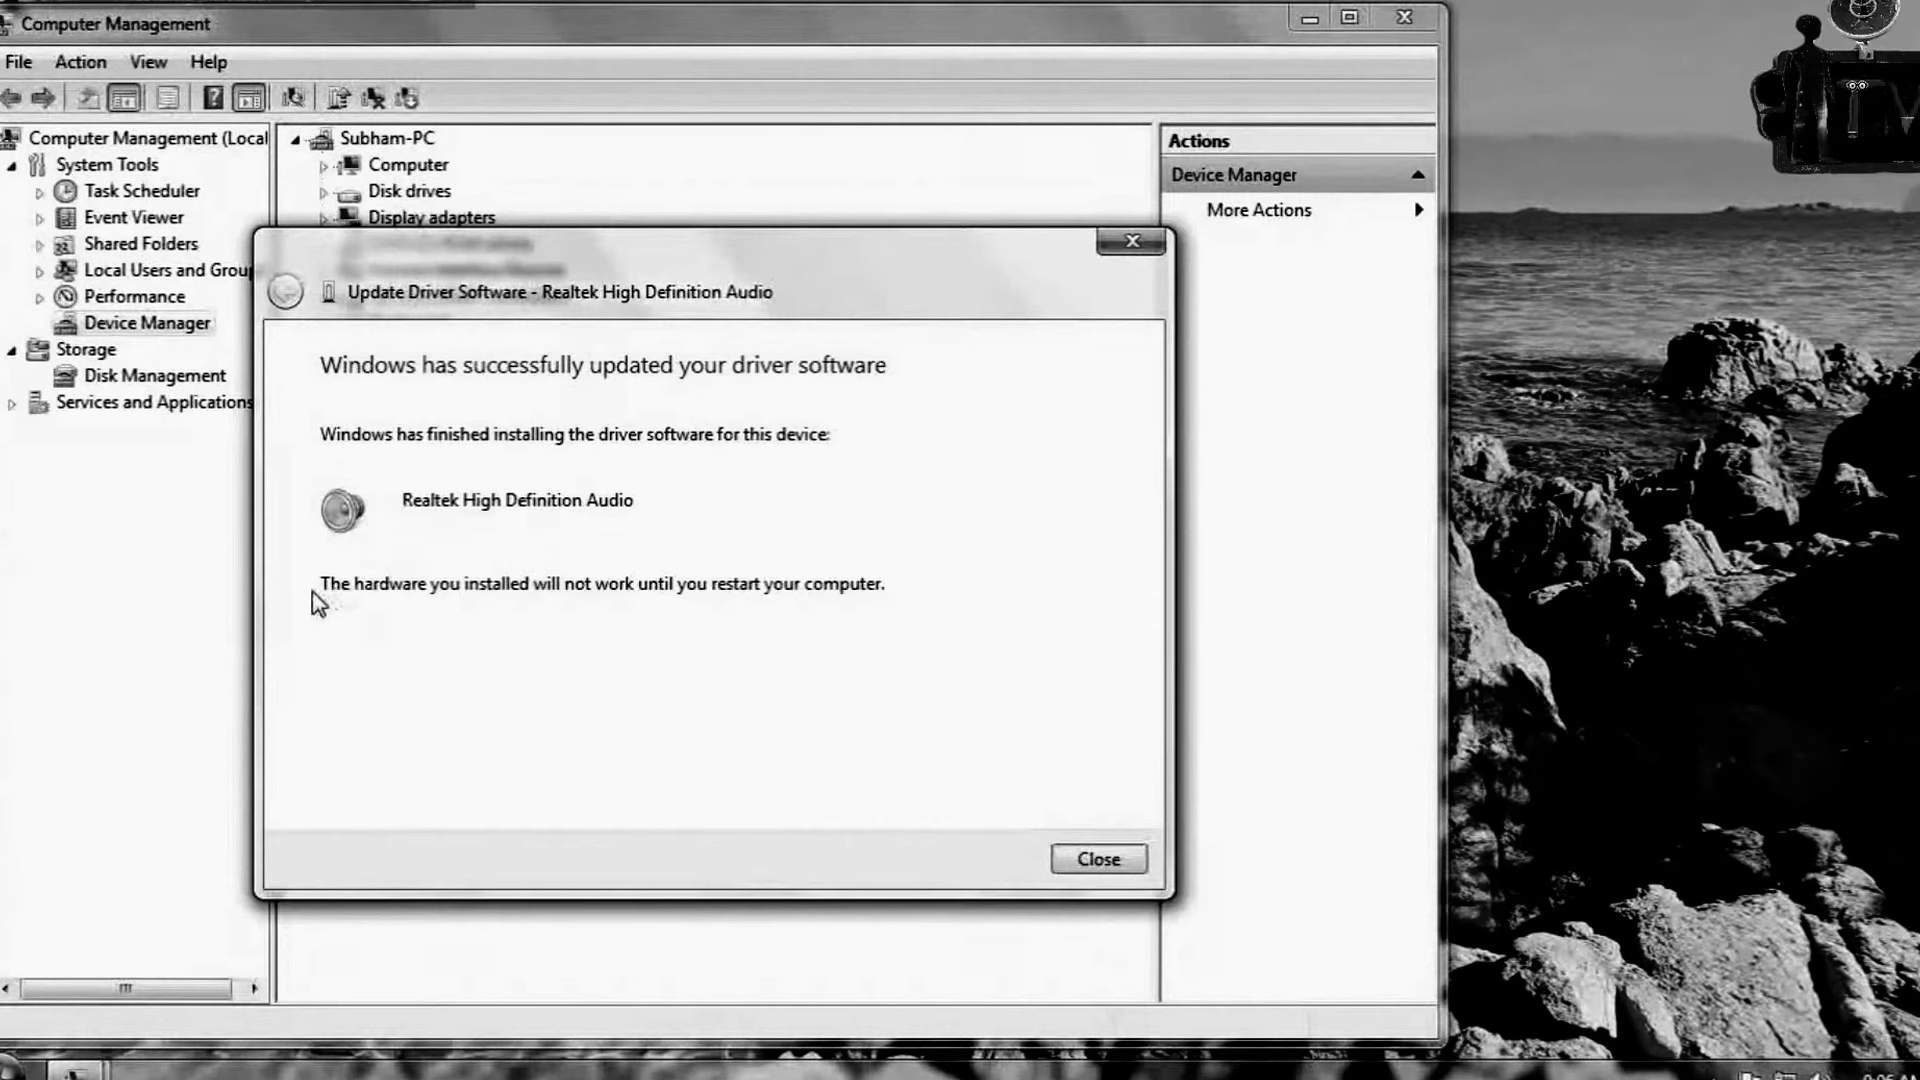 Computer Management
File Action View Help
Computer Management (Local
System Tools
Task Scheduler
Event Viewer
Shared Folders
Local Users and Group
Performance
Device Manager
Storage
Disk Management
Services and Applications
Subham-PC
Computer
Disk drives
Display adapters
Actions
Device Manager
More Actions
Update Driver Software - Realtek High Definition Audio
Windows has successfully updated your driver software
Windows has finished installing the driver software for this device:
Realtek High Definition Audio
The hardware you installed will not work until you restart your computer.
Close